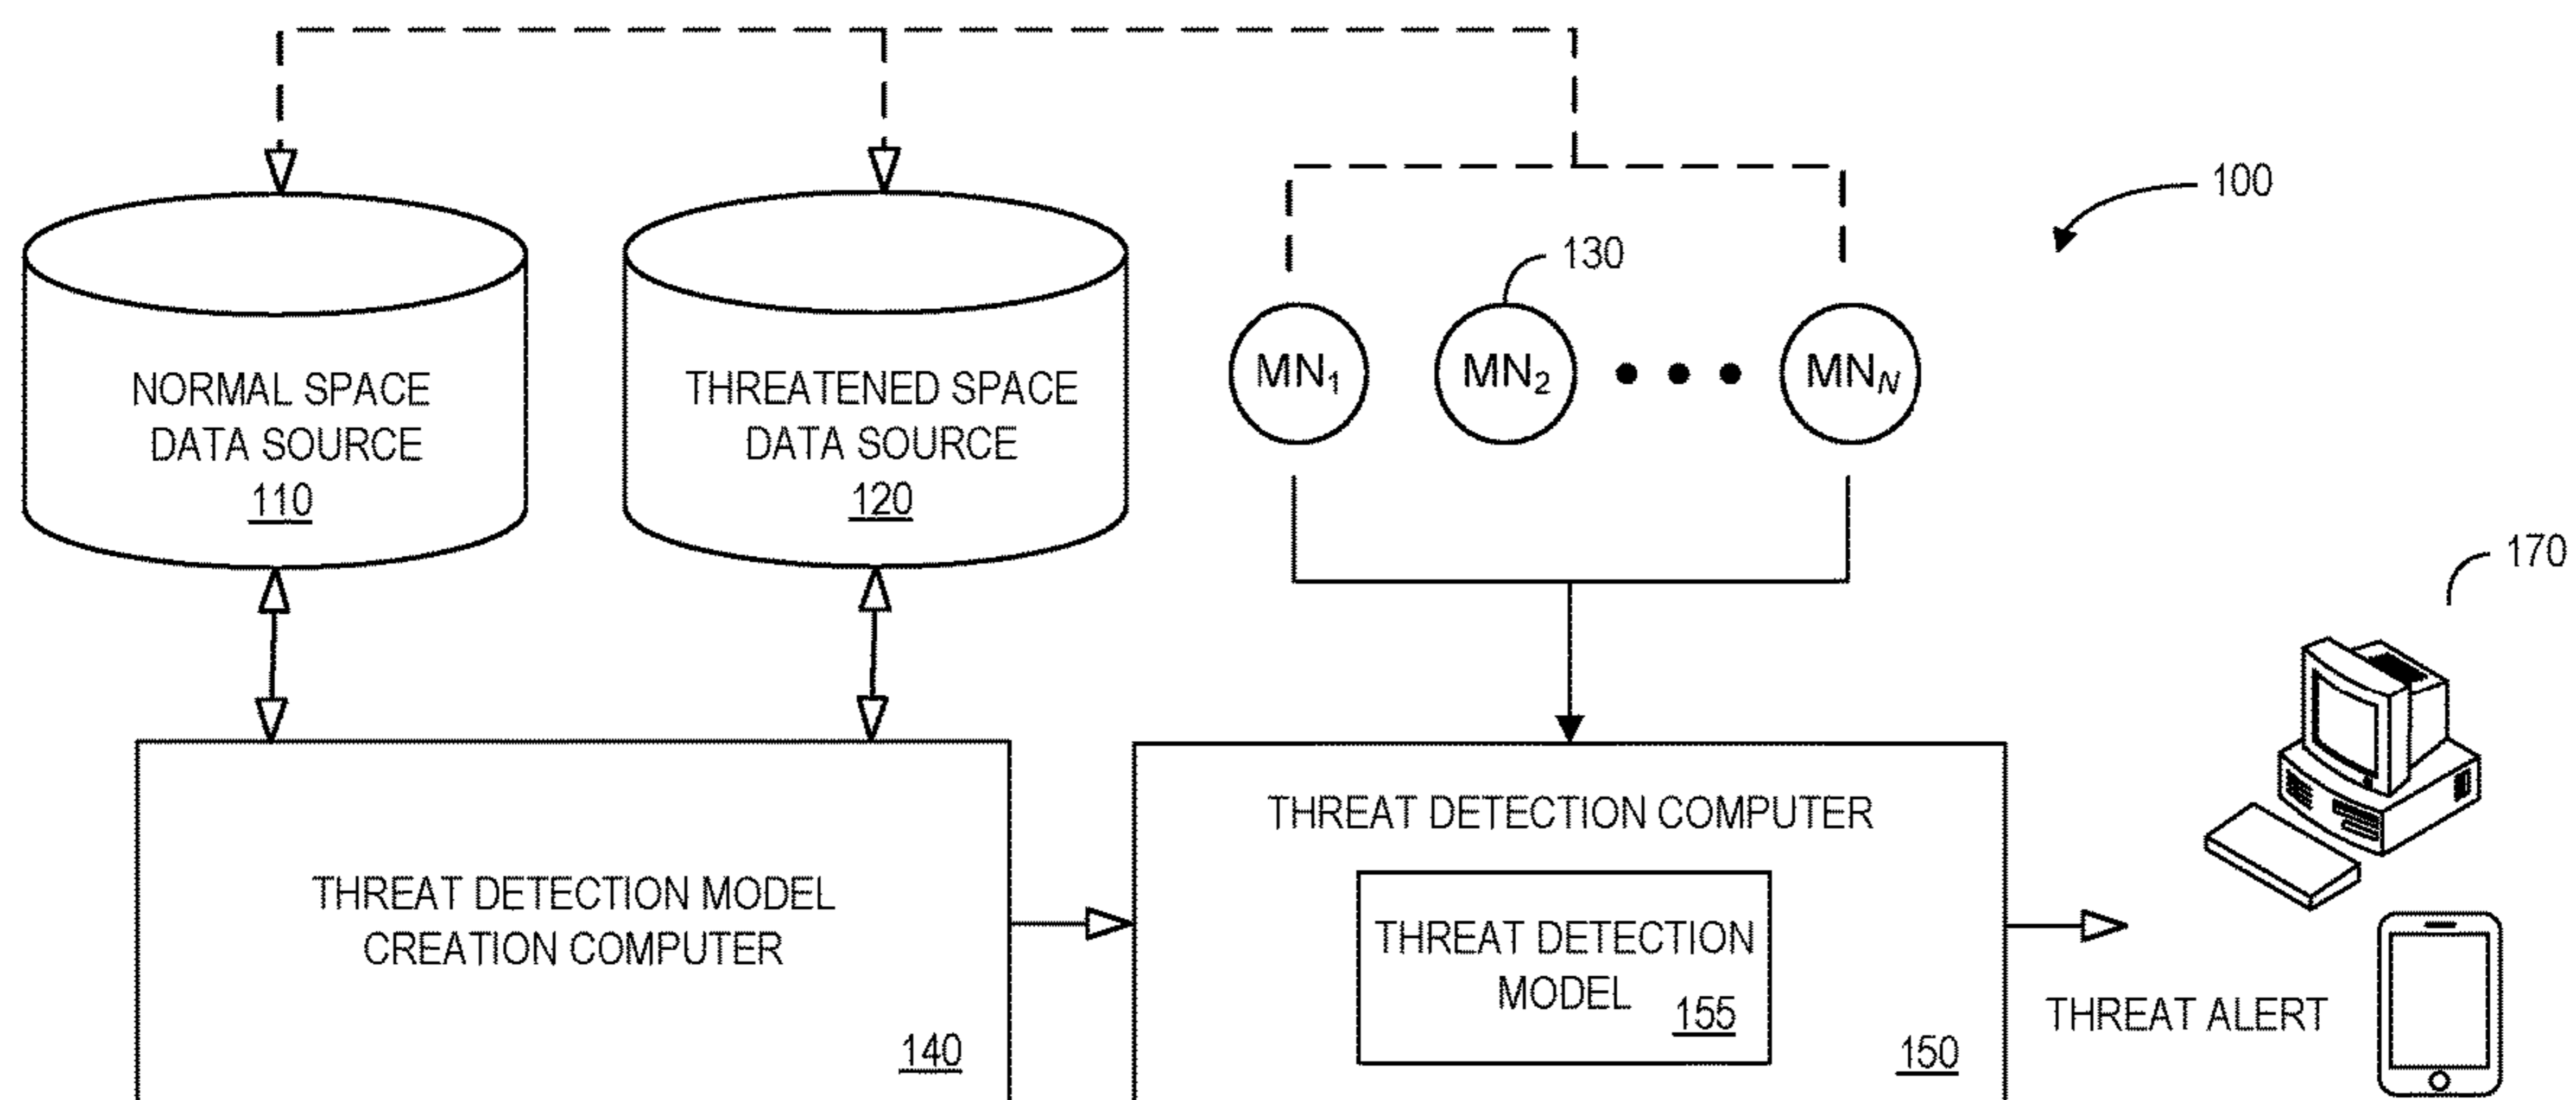 100
130
NORMAL SPACE
DATA SOURCE
110
THREATENED SPACE
DATA SOURCE
120
MN₁
MN₂
MN_N
170
THREAT DETECTION MODEL
CREATION COMPUTER
140
THREAT DETECTION COMPUTER
THREAT DETECTION
MODEL
155
150
THREAT ALERT